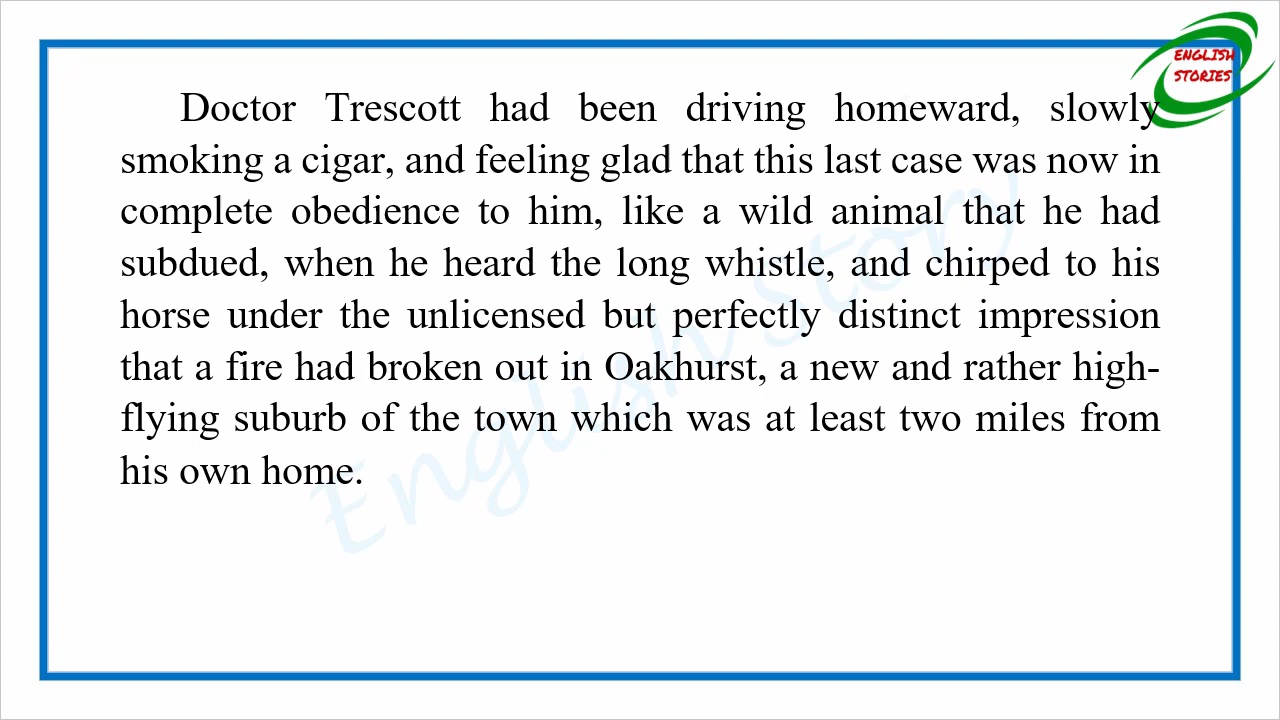 ENGLISH
STORIES
Doctor Trescott had been driving homeward, slowly
smoking a cigar, and feeling glad that this last case was now in
complete obedience to him, like a wild animal that he had
subdued, when he heard the long whistle, and chirped to his
horse under the unlicensed but perfectly distinct impression
that a fire had broken out in Oakhurst, a new and rather high-
flying suburb of the town which was at least two miles from
his own home.
English Story